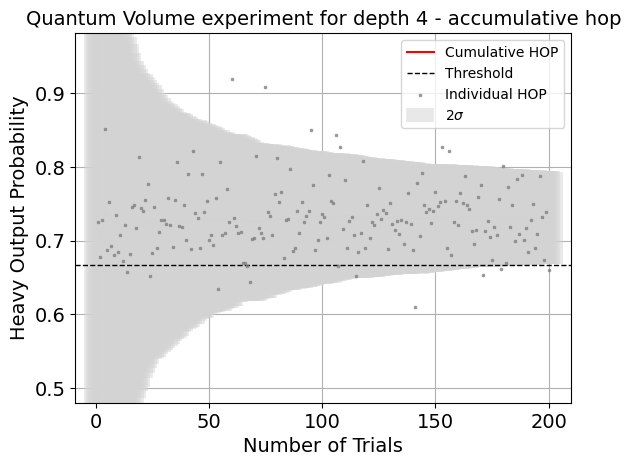 Quantum Volume experiment for depth 4 - accumulative hop
Cumulative HOP
Threshold
Individual HOP
2σ
Heavy Output Probability
0.9
0.8
0.7
0.6
0.5
0
50
100
150
200
Number of Trials